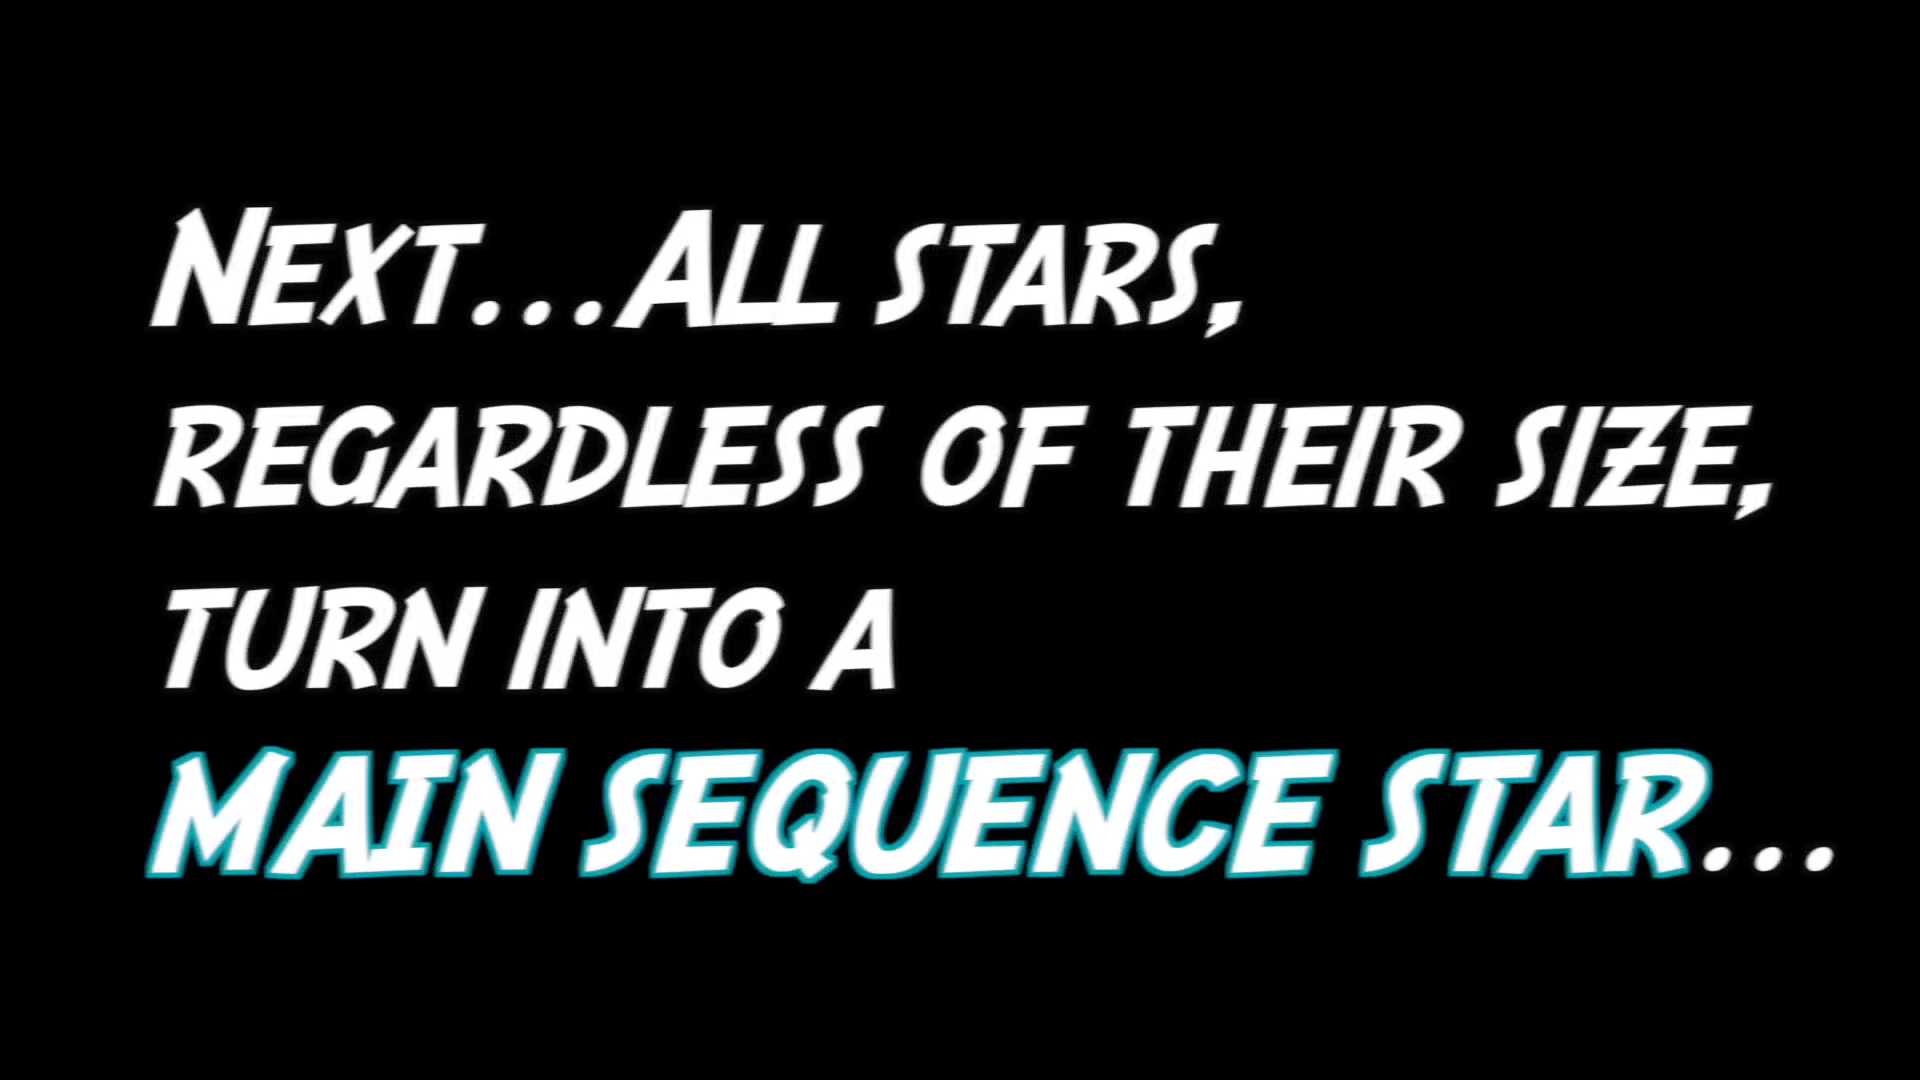 Next...All stars,
regardless of their size,
turn into a
main sequence star...